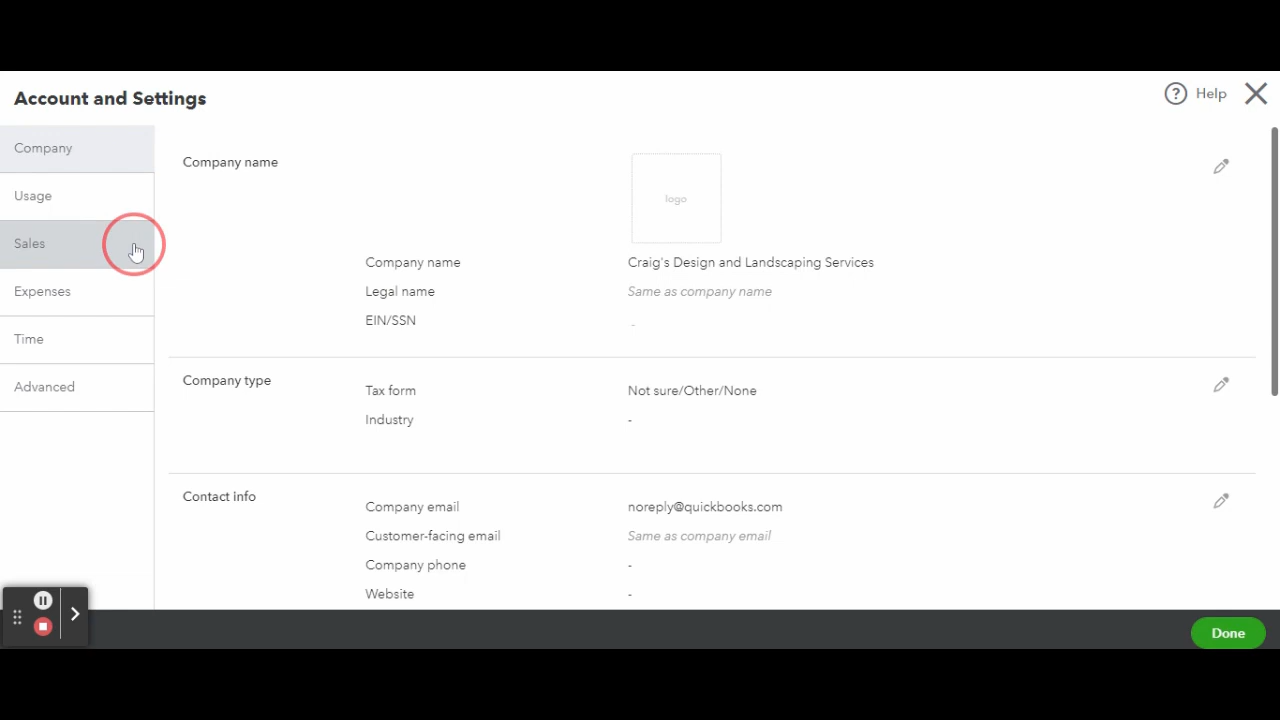 Account and Settings
? Help
Company
Usage
Sales
Expenses
Time
Advanced
Company name
logo
Company name Craig's Design and Landscaping Services
Legal name Same as company name
EIN/SSN -
Company type
Tax form Not sure/Other/None
Industry -
Contact info
Company email noreply@quickbooks.com
Customer-facing email Same as company email
Company phone -
Website -
Done